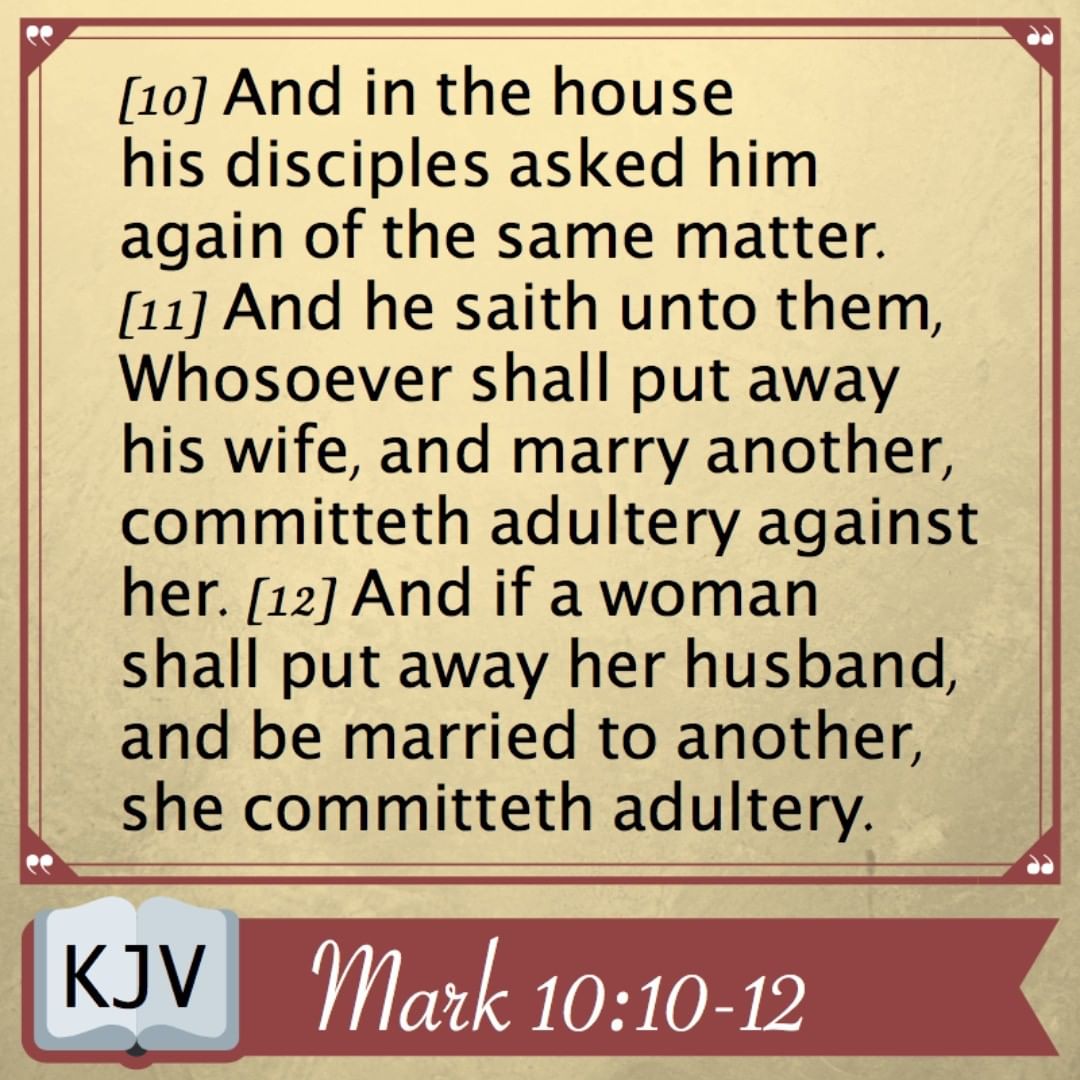 [10] And in the house
his disciples asked him
again of the same matter.
[11] And he saith unto them,
Whosoever shall put away
his wife, and marry another,
committeth adultery against
her. [12] And if a woman
shall put away her husband,
and be married to another,
she committeth adultery.
KJV
Mark 10:10-12